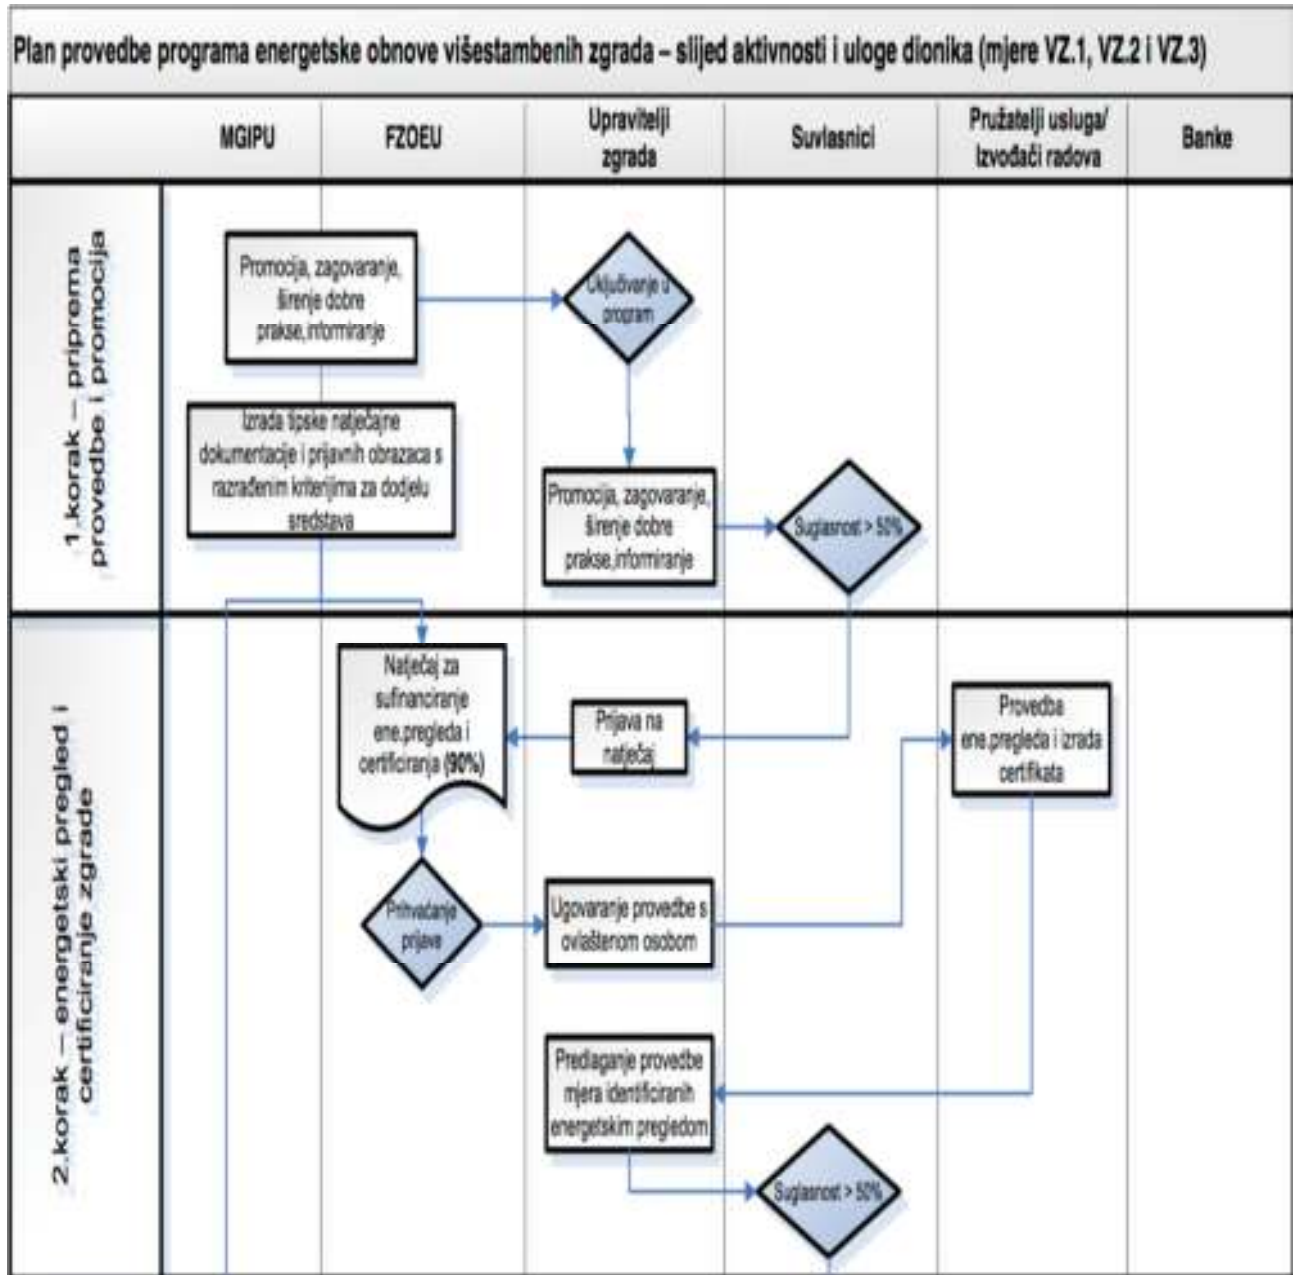 Plan provedbe programa energetske obnove višestambenih zgrada – slijed aktivnosti i uloge dionika (mjere VZ.1, VZ.2 i VZ.3)
MGIPU
FZOEU
Upravitelji
zgrada
Suvlasnici
Pružatelji usluga/
Izvođači radova
Banke
1.korak – priprema
provedbe i promocija
Promocija, zagovaranje,
širenje dobre
prakse,informiranje
Uključivanje u
program
Izrada tipske natječajne
dokumentacije i prijavnih obrazaca s
razrađenim kriterijima za dodjelu
sredstava
Promocija, zagovaranje,
širenje dobre
prakse,informiranje
Suglasnost > 50%
2.korak – energetski pregled i
certificiranje zgrade
Natječaj za
sufinanciranje
ene.pregleda i
certificiranja (90%)
Prijava na
natječaj
Provedba
ene.pregleda i izrada
certifikata
Prihvaćanje
prijave
Ugovaranje provedbe s
ovlaštenom osobom
Predlaganje provedbe
mjera identificiranih
energetskim pregledom
Suglasnost > 50%